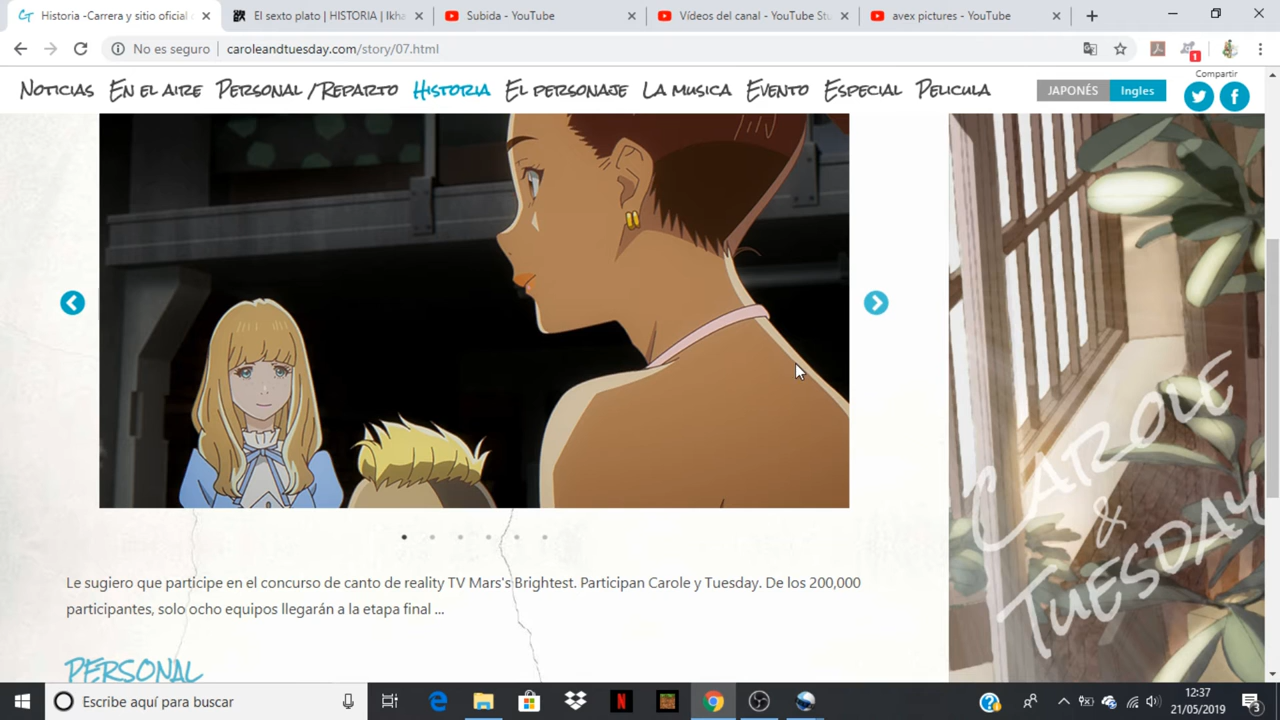 Historia -Carrera y sitio oficial
El sexto plato | HISTORIA | Ikha
Subida - YouTube
Vídeos del canal - YouTube Stu
avex pictures - YouTube
No es seguro
caroleandtuesday.com/story/07.html
Noticias En el aire Personal /Reparto Historia El personaje La musica Evento Especial Pelicula
JAPONÉS Ingles
Compartir
CAROLE
&
TUESDAY
Le sugiero que participe en el concurso de canto de reality TV Mars's Brightest. Participan Carole y Tuesday. De los 200,000
participantes, solo ocho equipos llegarán a la etapa final ...
PERSONAL
Escribe aquí para buscar
12:37
21/05/2019